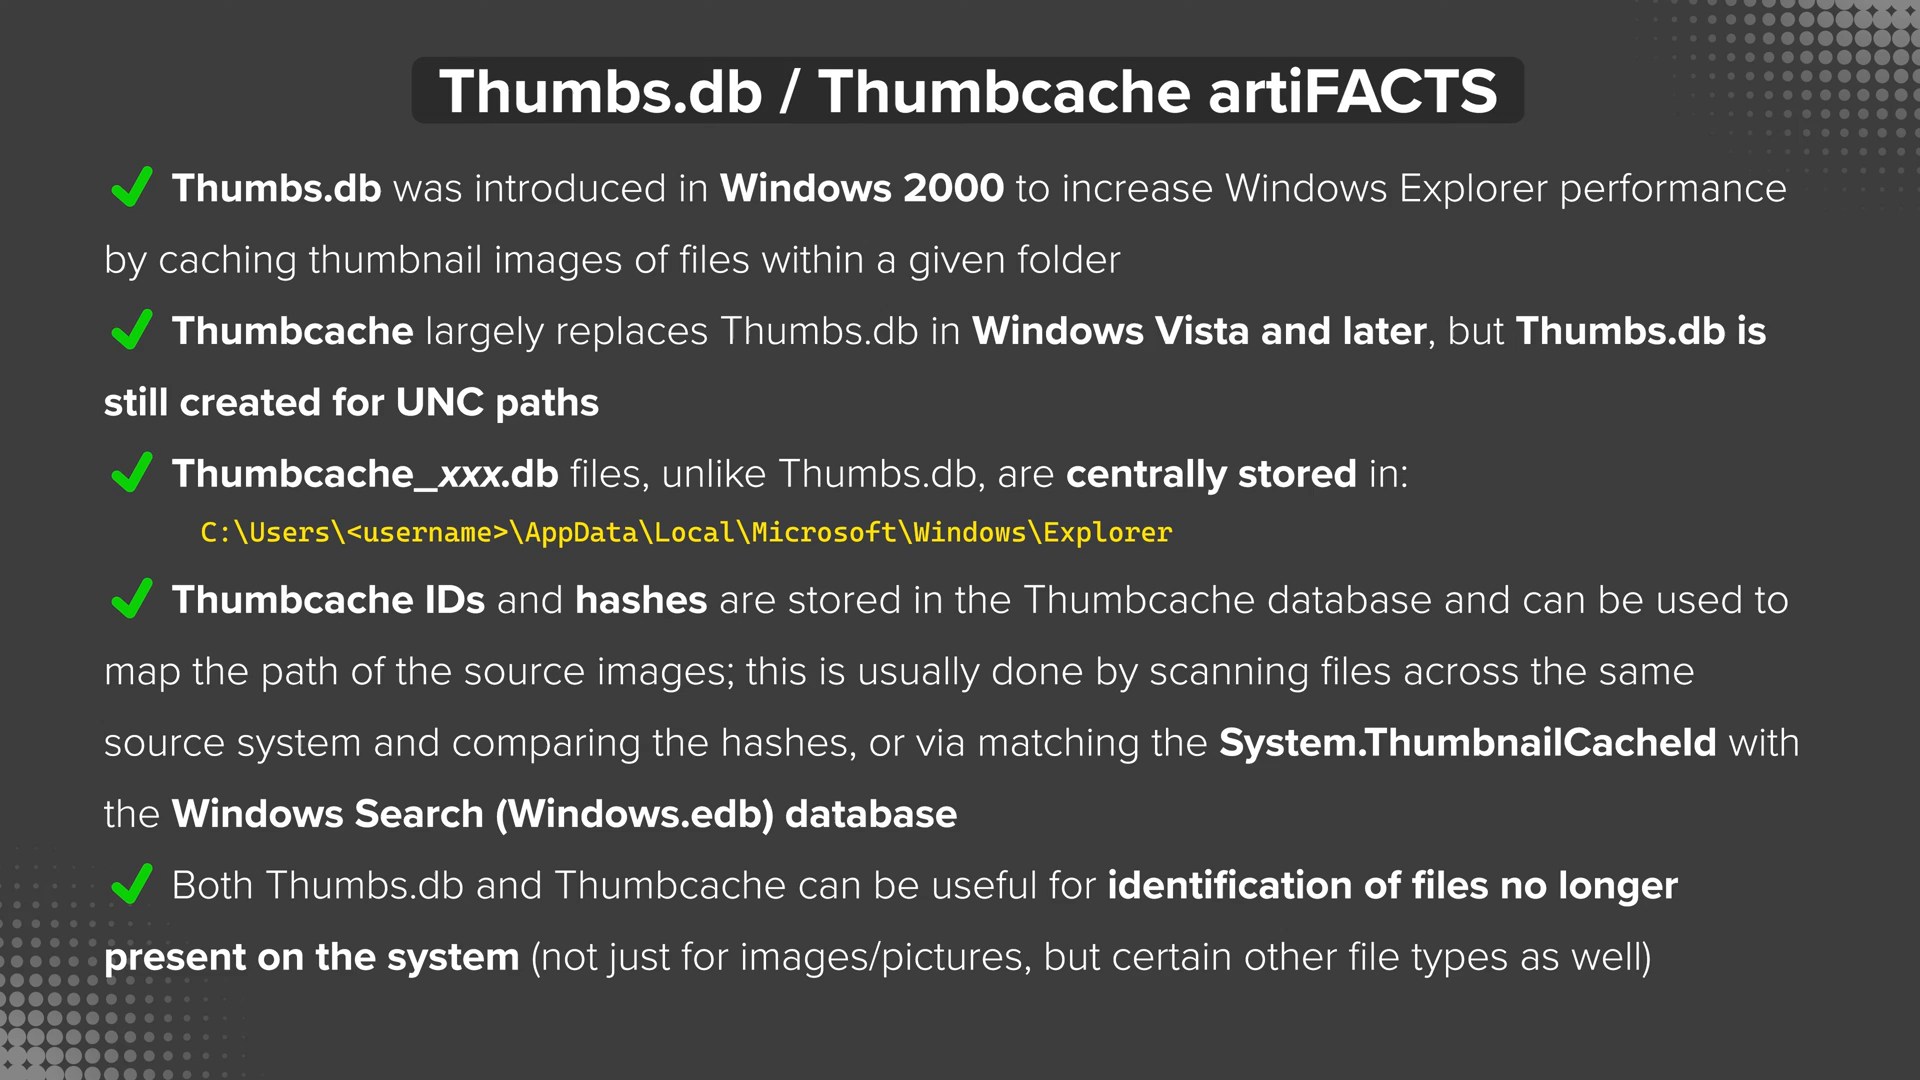 Thumbs.db / Thumbcache artiFACTS
Thumbs.db was introduced in Windows 2000 to increase Windows Explorer performance
by caching thumbnail images of files within a given folder
Thumbcache largely replaces Thumbs.db in Windows Vista and later, but Thumbs.db is
still created for UNC paths
Thumbcache_xxx.db files, unlike Thumbs.db, are centrally stored in:
C:\Users\<username>\AppData\Local\Microsoft\Windows\Explorer
Thumbcache IDs and hashes are stored in the Thumbcache database and can be used to
map the path of the source images; this is usually done by scanning files across the same
source system and comparing the hashes, or via matching the System.ThumbnailCacheId with
the Windows Search (Windows.edb) database
Both Thumbs.db and Thumbcache can be useful for identification of files no longer
present on the system (not just for images/pictures, but certain other file types as well)